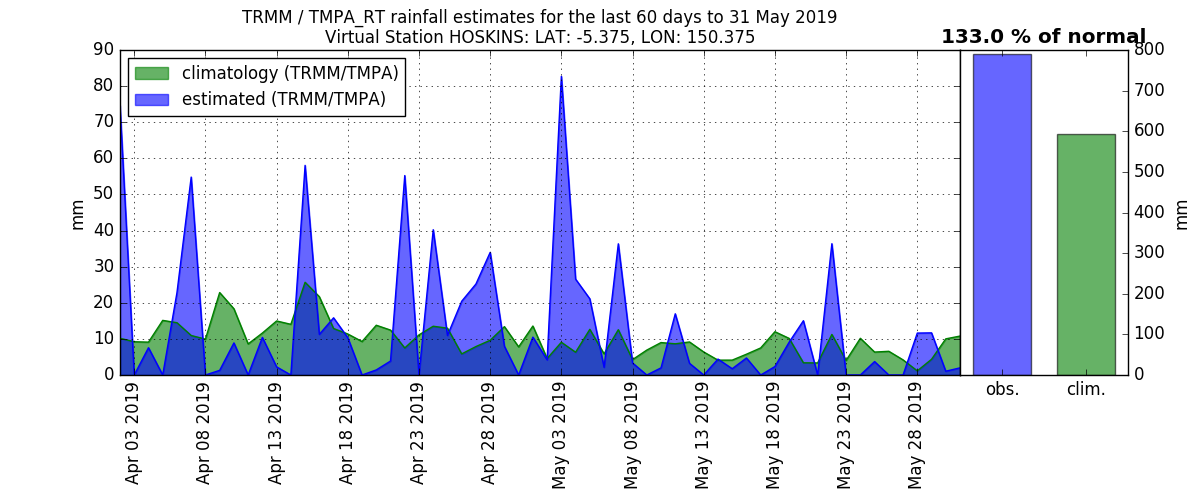 TRMM / TMPA_RT rainfall estimates for the last 60 days to 31 May 2019
Virtual Station HOSKINS: LAT: -5.375, LON: 150.375
133.0 % of normal
climatology (TRMM/TMPA)
estimated (TRMM/TMPA)
90
80
70
60
50
40
30
20
10
0
mm
800
700
600
500
400
300
200
100
0
mm
Apr 03 2019
Apr 08 2019
Apr 13 2019
Apr 18 2019
Apr 23 2019
Apr 28 2019
May 03 2019
May 08 2019
May 13 2019
May 18 2019
May 23 2019
May 28 2019
obs.
clim.